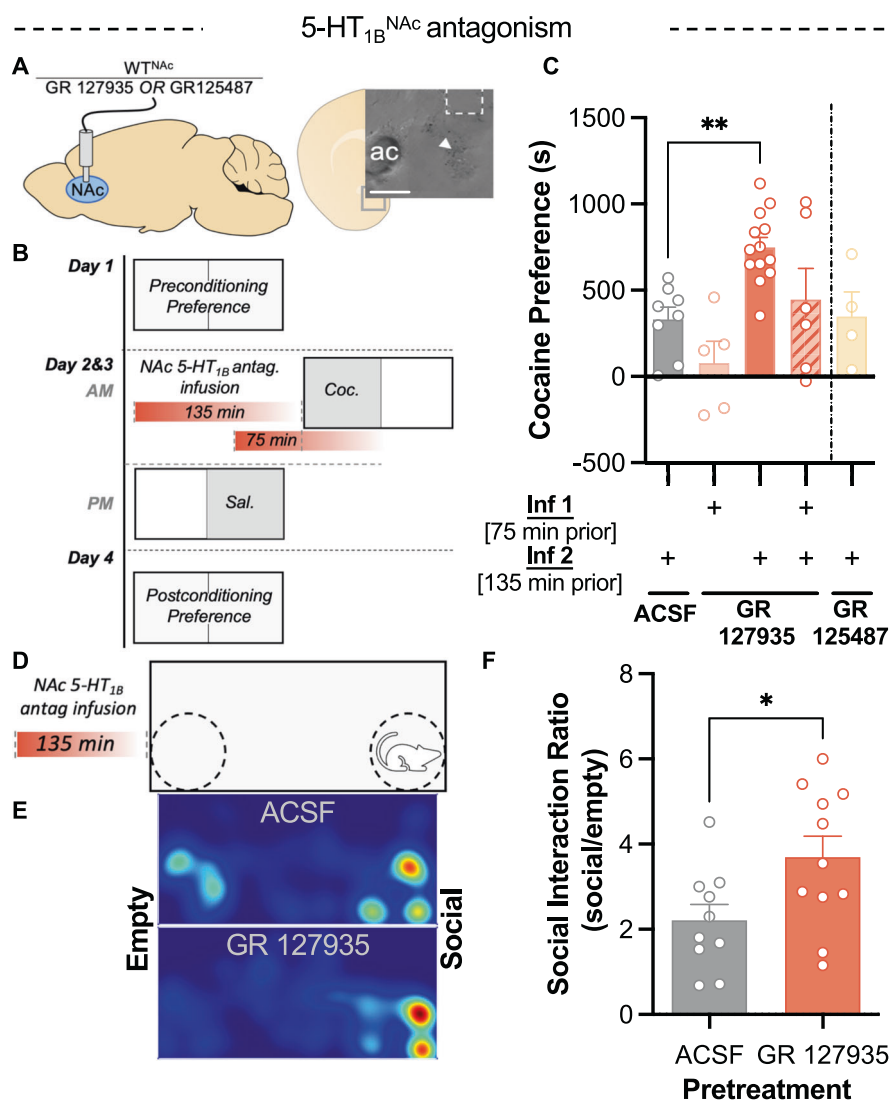 5-HT1BNAc antagonism
A
WTNAc
GR 127935 OR GR125487
NAc
ac
B
Day 1
Preconditioning
Preference
Day 2&3
AM
NAc 5-HT1B antag.
infusion
135 min
75 min
Coc.
PM
Sal.
Day 4
Postconditioning
Preference
C
Cocaine Preference (s)
1500
1000
500
0
-500
**
Inf 1
[75 min prior]
+ +
Inf 2
[135 min prior]
+ + + +
ACSF
GR
127935
GR
125487
D
NAc 5-HT1B
antag infusion
135 min
E
ACSF
GR 127935
Empty
Social
F
Social Interaction Ratio
(social/empty)
8
6
4
2
0
*
ACSF GR 127935
Pretreatment